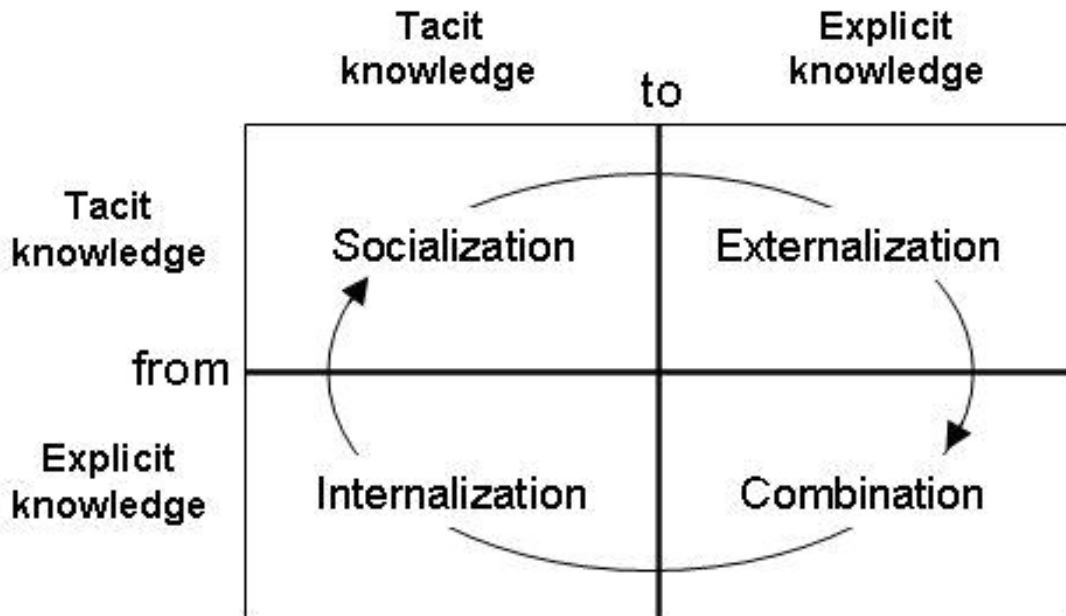 Tacit
knowledge
Explicit
knowledge
to
Tacit
knowledge
Socialization
Externalization
from
Explicit
knowledge
Internalization
Combination